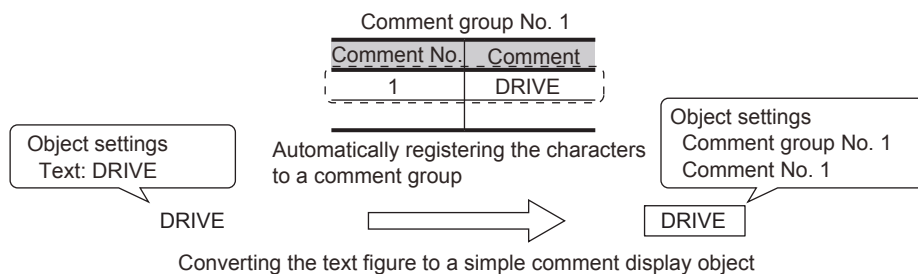 Comment group No. 1
Comment No. Comment
1 DRIVE
Object settings
Text: DRIVE
Automatically registering the characters
to a comment group
Object settings
Comment group No. 1
Comment No. 1
DRIVE
DRIVE
Converting the text figure to a simple comment display object